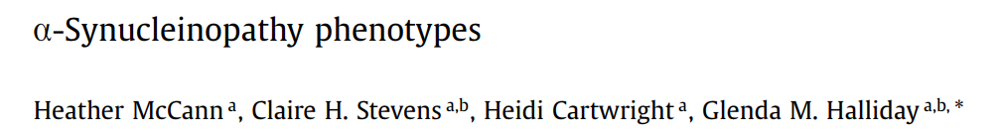 α-Synucleinopathy phenotypes
Heather McCann a, Claire H. Stevens a,b, Heidi Cartwright a, Glenda M. Halliday a,b,*